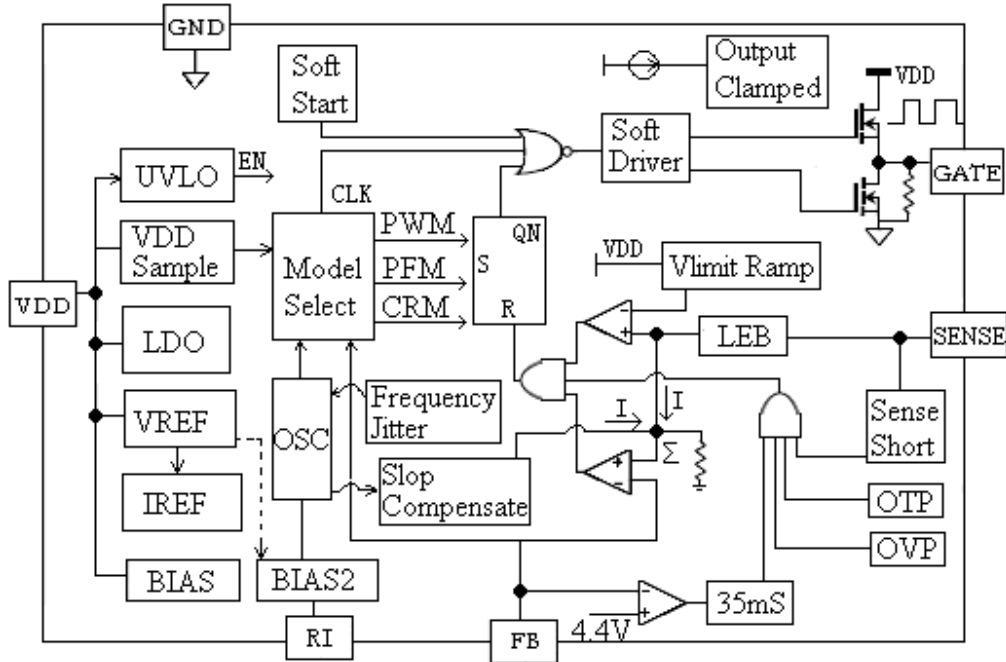 GND
Soft
Start
Output
Clamped
VDD
Soft
Driver
UVLO
EN
GATE
CLK
VDD
Sample
Model
Select
PWM
PFM
CRM
QN
S
R
VDD
Vlimit Ramp
VDD
LDO
-
+
LEB
SENSE
VREF
OSC
Frequency
Jitter
I
I
Sense
Short
IREF
Slop
Compensate
+
-
Σ
OTP
OVP
BIAS
BIAS2
-
+
4.4V
35mS
RI
FB